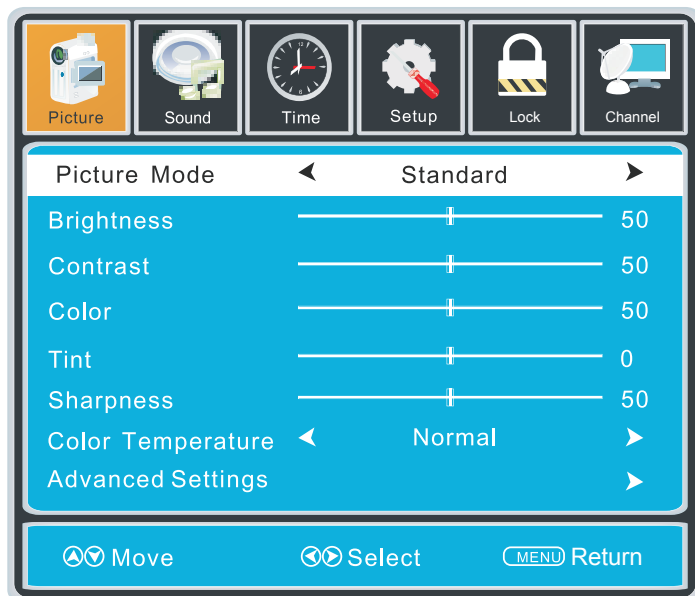 Picture Sound Time Setup Lock Channel
Picture Mode Standard
Brightness 50
Contrast 50
Color 50
Tint 0
Sharpness 50
Color Temperature Normal
Advanced Settings
Move Select MENU Return